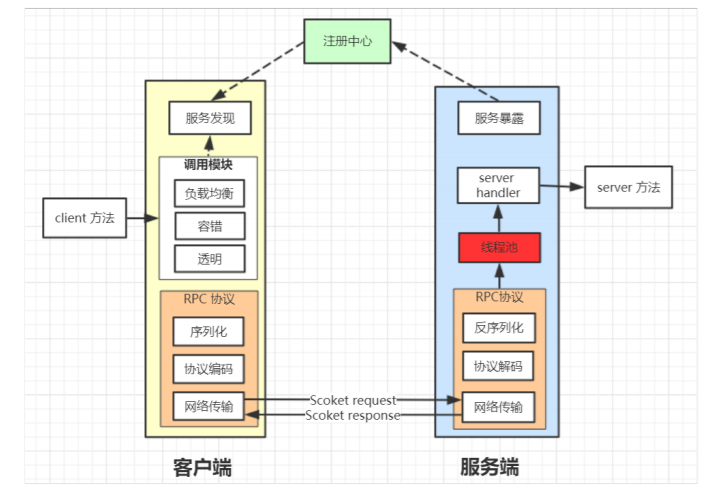 注册中心
服务发现
调用模块
负载均衡
容错
透明
client 方法
RPC 协议
序列化
协议编码
网络传输
客户端
Scoket request
Scoket response
服务暴露
server
handler
server 方法
线程池
RPC协议
反序列化
协议解码
网络传输
服务端